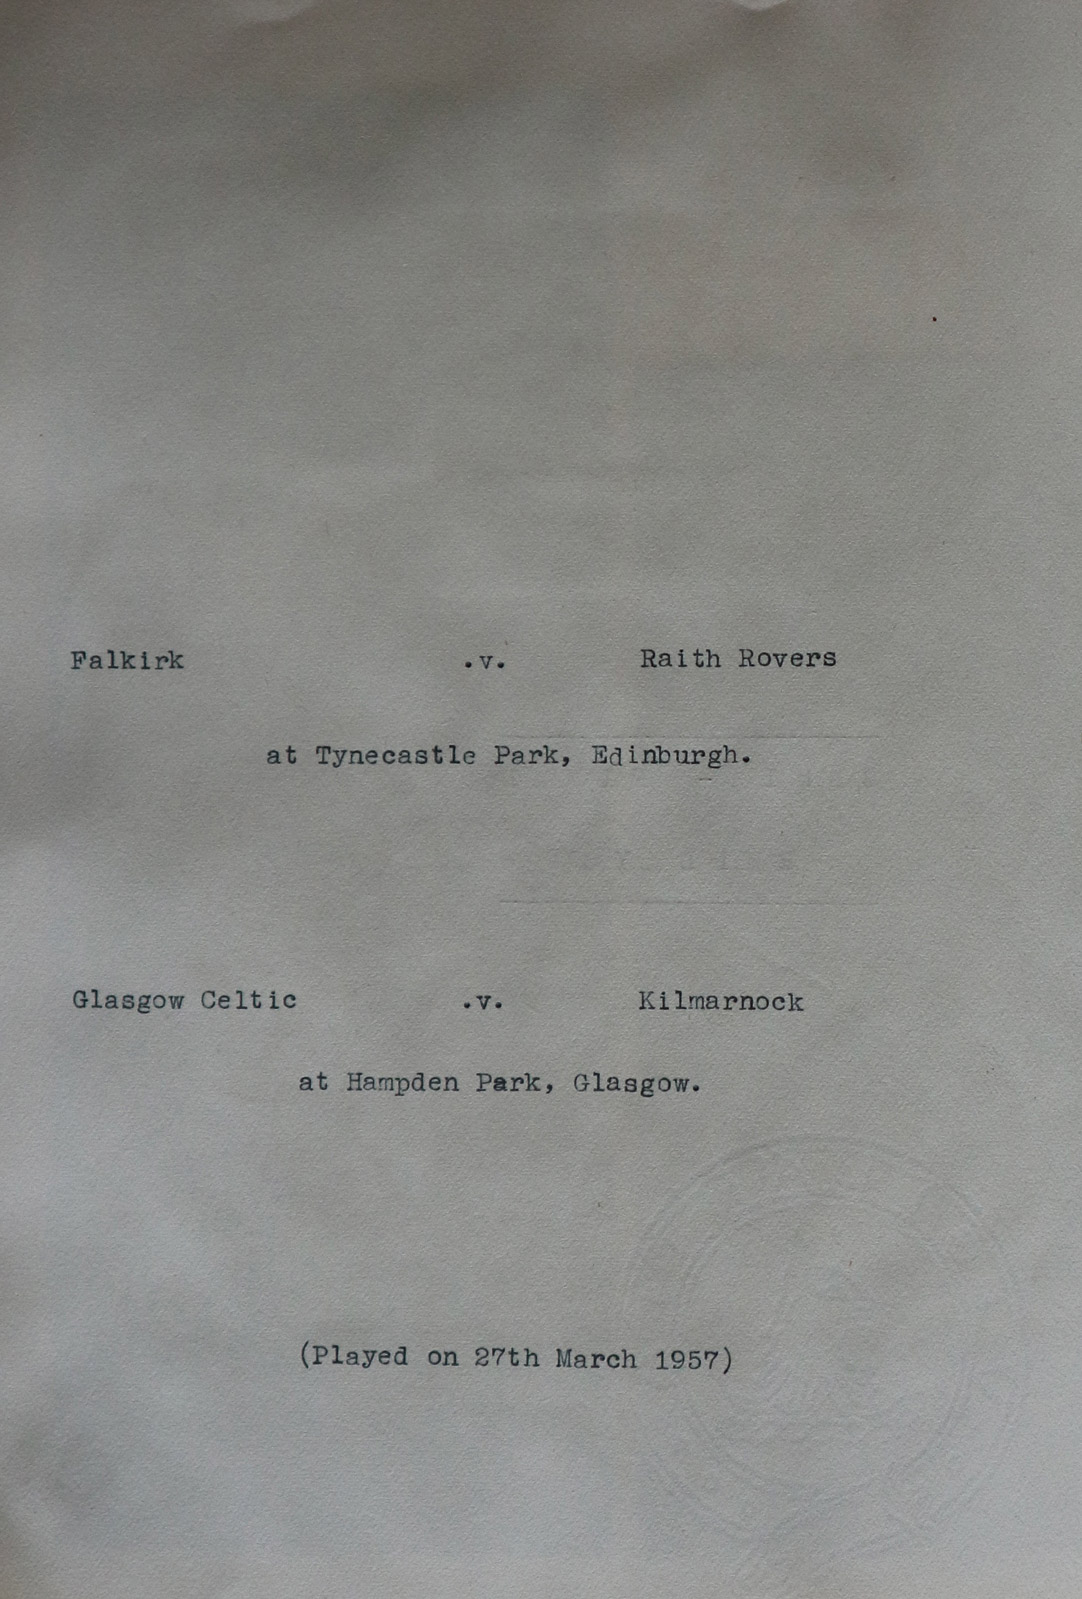 Falkirk .v. Raith Rovers
at Tynecastle Park, Edinburgh.
Glasgow Celtic .v. Kilmarnock
at Hampden Park, Glasgow.
(Played on 27th March 1957)